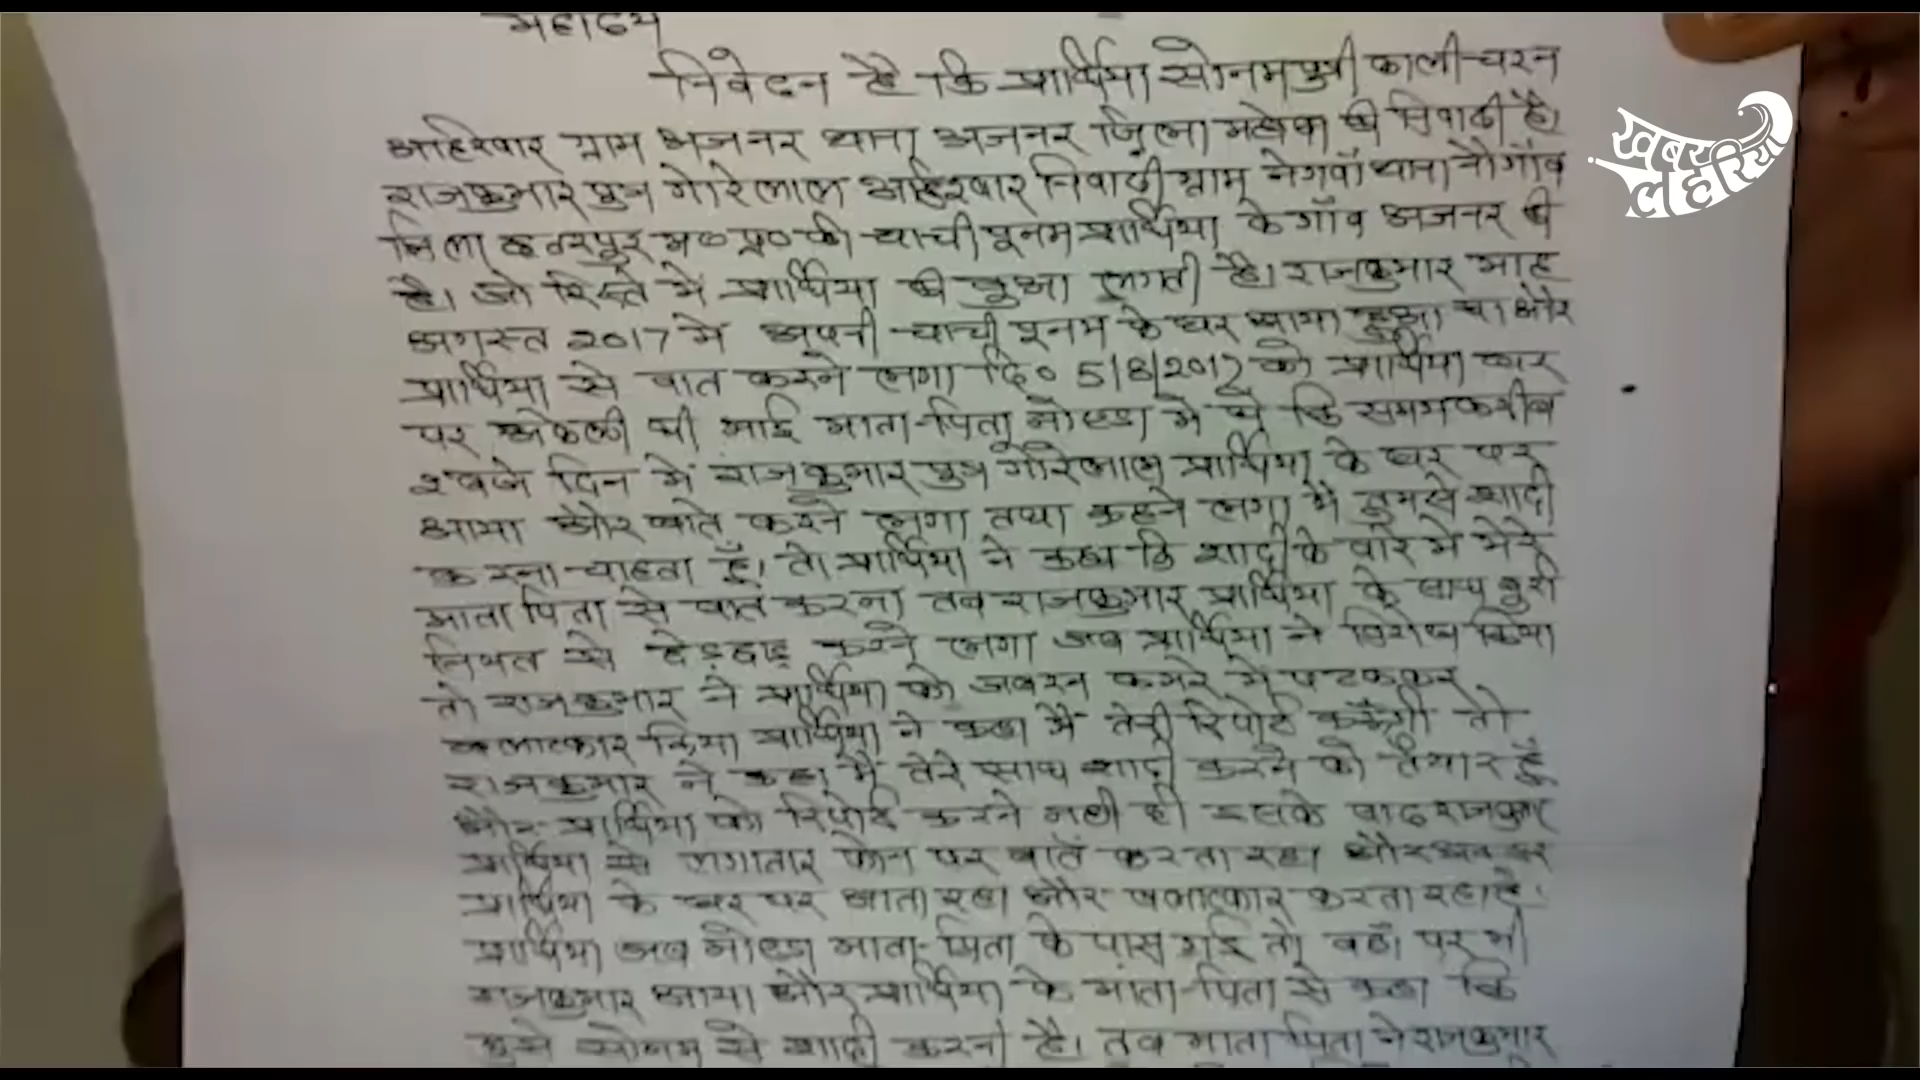 महोदय
निवेदन है कि प्रार्थिया सोनम पुत्री काली चरन
अहिरवार ग्राम अजनर थाना अजनर जिला महोबा की निवासी है।
राजकुमार पुत्र गोरेलाल अहिरवार निवासी ग्राम नेगवाँ थाना नौगाँव
जिला छतरपुर म०प्र० की चाची पूनम प्रार्थिया के गाँव अजनर की
है। जो रिश्ते में प्रार्थिया की बुआ लगती है। राजकुमार माह
अगस्त 2017 में अपनी चाची पूनम के घर आया हुआ था और
प्रार्थिया से बात करने लगा दि० 5/8/2017 को प्रार्थिया घर
पर अकेली थी भाई माता-पिता नोएडा में थे कि समय करीब
2 बजे दिन में राजकुमार पुत्र गोरेलाल प्रार्थिया के घर पर
आया और बाते करने लगा तथा कहने लगा मैं तुमसे शादी
करना चाहता हूँ। तो प्रार्थिया ने कहा कि शादी के बारे में मेरे
माता पिता से बात करना तब राजकुमार प्रार्थिया के साथ बुरी
नियत से छेड़छाड़ करने लगा जब प्रार्थिया ने विरोध किया
तो राजकुमार ने प्रार्थिया को जबरन कमरे में पटककर
बलात्कार किया प्रार्थिया ने कहा मैं तेरी रिपोर्ट करूँगी तो
राजकुमार ने कहा मैं तेरे साथ शादी करने को तैयार हूँ
और प्रार्थिया को रिपोर्ट करने नही दी इसके बाद राजकुमार
प्रार्थिया से लगातार फोन पर बातें करता रहा और अक्सर
प्रार्थिया के घर पर आता रहा और बलात्कार करता रहा है।
प्रार्थिया जब नोएडा माता-पिता के पास गई तो वहाँ पर भी
राजकुमार आया और प्रार्थिया के माता-पिता से कहा कि
मुझे सोनम से शादी करनी है। तब माता पिता ने राजकुमार
खबर
लहरिया